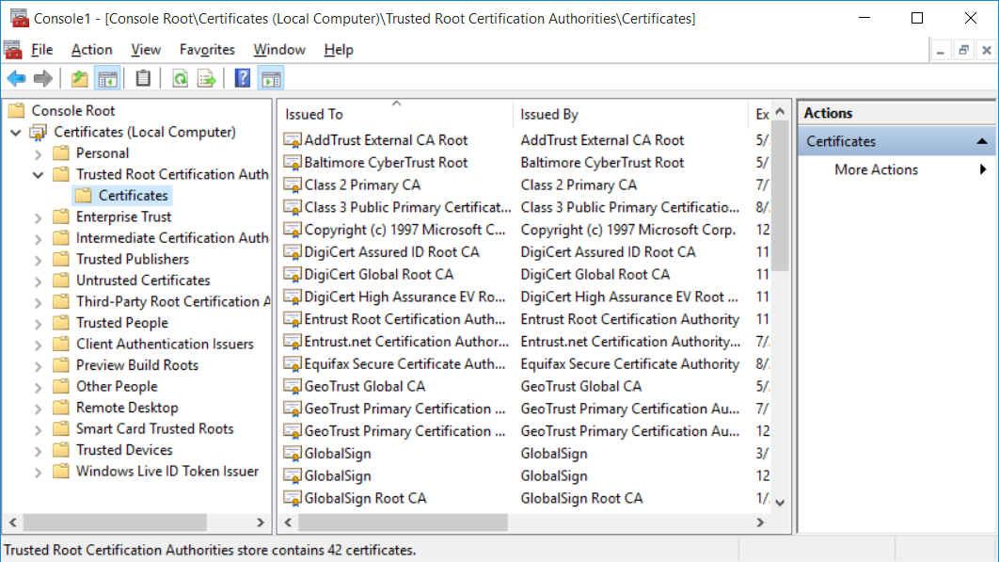 Console1 - [Console Root\Certificates (Local Computer)\Trusted Root Certification Authorities\Certificates]
File Action View Favorites Window Help
Console Root
Certificates (Local Computer)
Personal
Trusted Root Certification Auth
Certificates
Enterprise Trust
Intermediate Certification Auth
Trusted Publishers
Untrusted Certificates
Third-Party Root Certification A
Trusted People
Client Authentication Issuers
Preview Build Roots
Other People
Remote Desktop
Smart Card Trusted Roots
Trusted Devices
Windows Live ID Token Issuer
Issued To Issued By Ex
AddTrust External CA Root AddTrust External CA Root 5/
Baltimore CyberTrust Root Baltimore CyberTrust Root 5/
Class 2 Primary CA Class 2 Primary CA 7/
Class 3 Public Primary Certificat... Class 3 Public Primary Certificatio... 8/
Copyright (c) 1997 Microsoft C... Copyright (c) 1997 Microsoft Corp. 12
DigiCert Assured ID Root CA DigiCert Assured ID Root CA 11
DigiCert Global Root CA DigiCert Global Root CA 11
DigiCert High Assurance EV Ro... DigiCert High Assurance EV Root ... 11
Entrust Root Certification Auth... Entrust Root Certification Authority 11
Entrust.net Certification Author... Entrust.net Certification Authority... 7/
Equifax Secure Certificate Auth... Equifax Secure Certificate Authority 8/
GeoTrust Global CA GeoTrust Global CA 5/
GeoTrust Primary Certification ... GeoTrust Primary Certification Au... 7/
GeoTrust Primary Certification ... GeoTrust Primary Certification Au... 12
GlobalSign GlobalSign 3/
GlobalSign GlobalSign 12
GlobalSign Root CA GlobalSign Root CA 1/
Actions
Certificates
More Actions
Trusted Root Certification Authorities store contains 42 certificates.